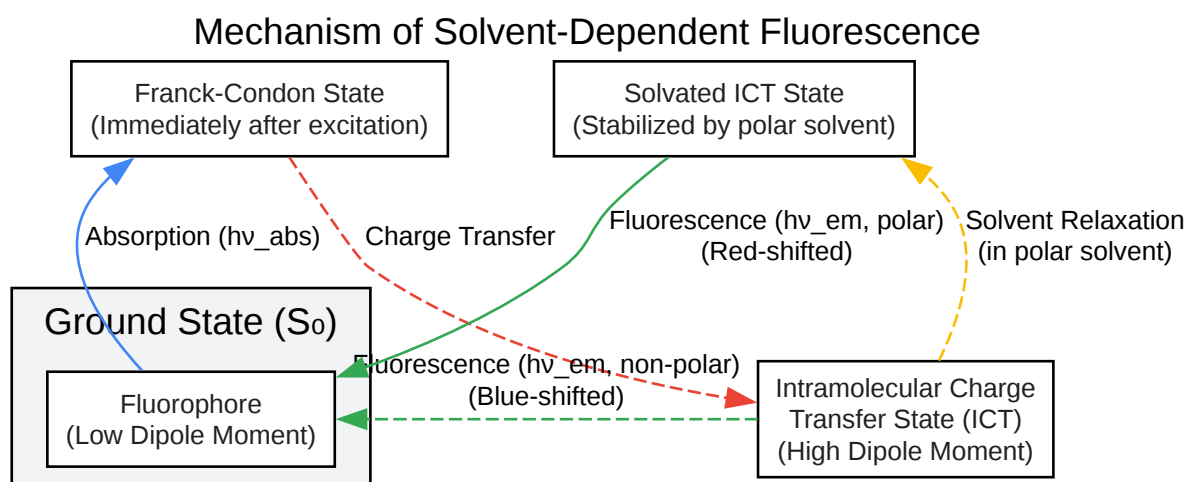 Mechanism of Solvent-Dependent Fluorescence
Franck-Condon State
(Immediately after excitation)
Solvated ICT State
(Stabilized by polar solvent)
Absorption (hν_abs)
Charge Transfer
Fluorescence (hν_em, polar)
(Red-shifted)
Solvent Relaxation
(in polar solvent)
Ground State (S₀)
Fluorescence (hν_em, non-polar)
(Blue-shifted)
Fluorophore
(Low Dipole Moment)
Intramolecular Charge
Transfer State (ICT)
(High Dipole Moment)